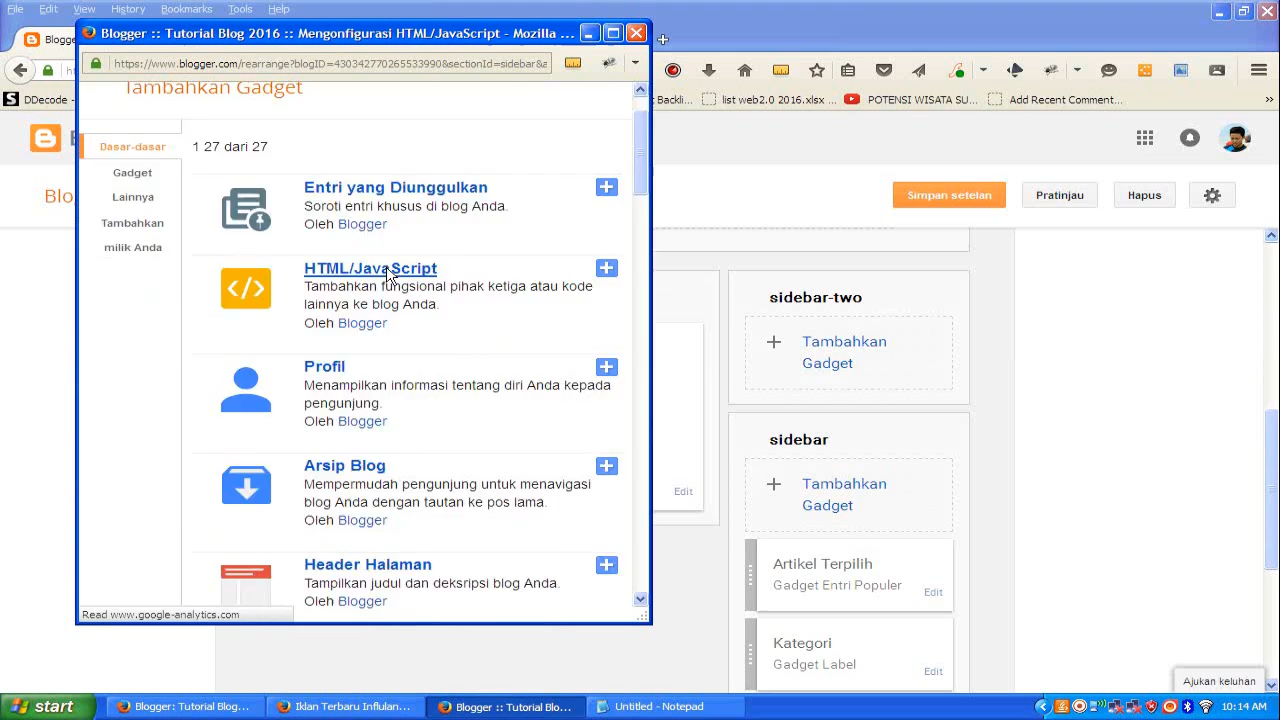 File
Edit
View
History
Bookmarks
Tools
Help
Blogge
Blogger :: Tutorial Blog 2016 :: Mengonfigurasi HTML/JavaScript - Mozilla ...
https://www.blogger.com/rearrange?blogID=4303427770265533990&sectionId=sidebar&a
DDecode
Backli...
list web2.0 2016.xlsx
POTENSI WISATA SU...
Add Recent Comment...
Tambahkan Gadget
Dasar-dasar
Gadget
Lainnya
Tambahkan
milik Anda
1 27 dari 27
Entri yang Diunggulkan
Soroti entri khusus di blog Anda.
Oleh Blogger
HTML/JavaScript
Tambahkan fungsional pihak ketiga atau kode
lainnya ke blog Anda.
Oleh Blogger
Profil
Menampilkan informasi tentang diri Anda kepada
pengunjung.
Oleh Blogger
Arsip Blog
Mempermudah pengunjung untuk menavigasi
blog Anda dengan tautan ke pos lama.
Oleh Blogger
Header Halaman
Tampilkan judul dan deksripsi blog Anda.
Oleh Blogger
Read www.google-analytics.com
Blo
Simpan setelan
Pratinjau
Hapus
Edit
sidebar-two
Tambahkan
Gadget
sidebar
Tambahkan
Gadget
Artikel Terpilih
Gadget Entri Populer
Edit
Kategori
Gadget Label
Edit
Ajukan keluhan
start
Blogger: Tutorial Blog...
Iklan Terbaru Influlan...
Blogger :: Tutorial Blo...
Untitled - Notepad
10:14 AM